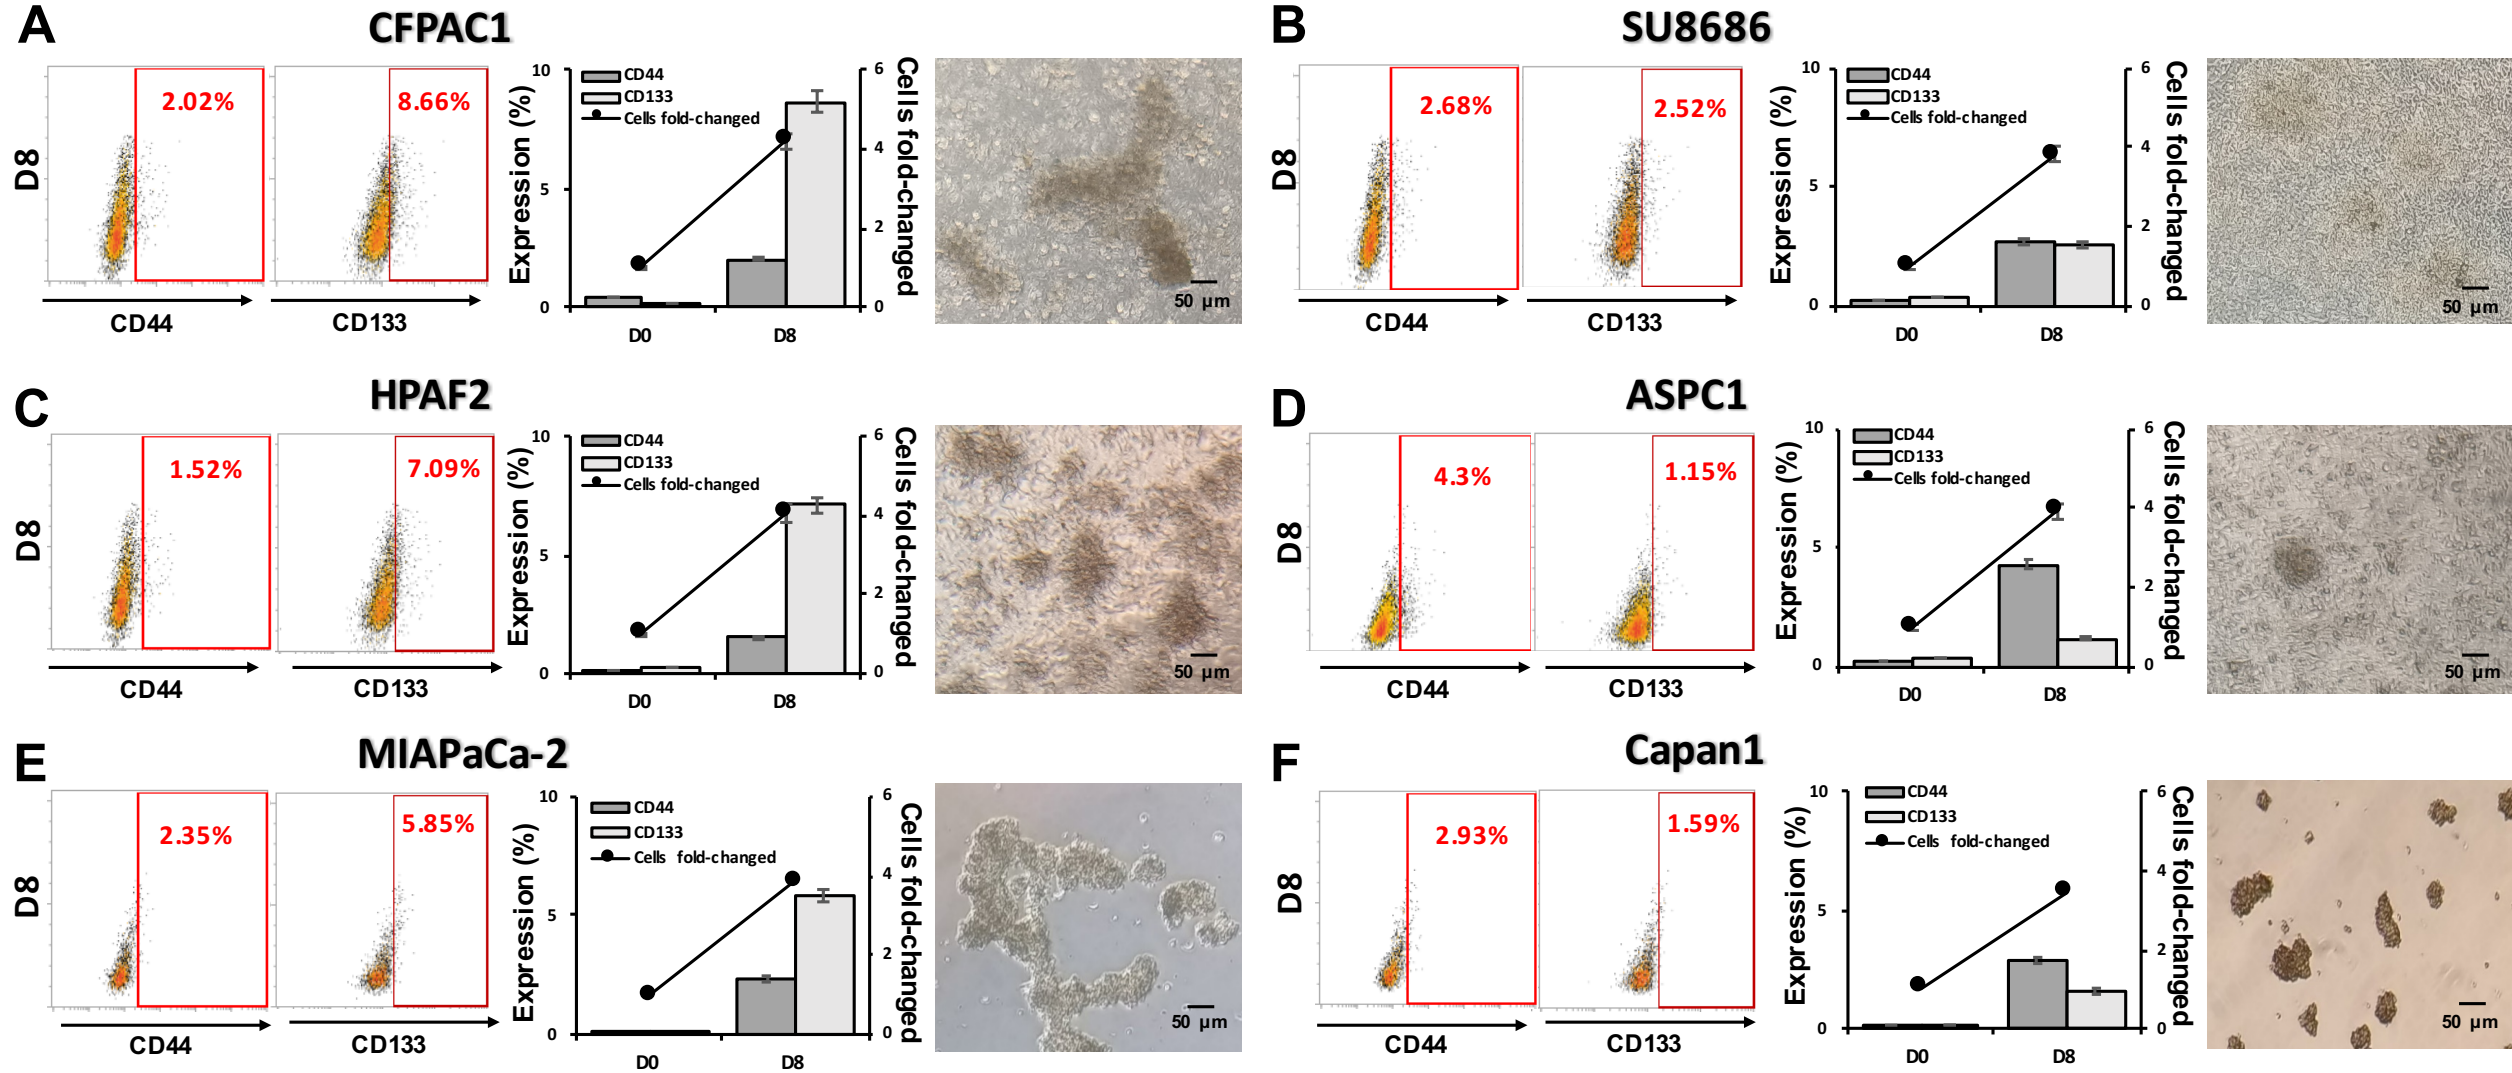 A
CFPAC1
D8
2.02%
8.66%
CD44
CD133
Expression (%)
10
5
0
CD44
CD133
Cells fold-changed
D0
D8
6
4
2
0
Cells fold-changed
50 µm
B
SU8686
D8
2.68%
2.52%
CD44
CD133
Expression (%)
10
5
0
CD44
CD133
Cells fold-changed
D0
D8
6
4
2
0
Cells fold-changed
50 µm
C
HPAF2
D8
1.52%
7.09%
CD44
CD133
Expression (%)
10
5
0
CD44
CD133
Cells fold-changed
D0
D8
6
4
2
0
Cells fold-changed
50 µm
D
ASPC1
D8
4.3%
1.15%
CD44
CD133
Expression (%)
10
5
0
CD44
CD133
Cells fold-changed
D0
D8
6
4
2
0
Cells fold-changed
50 µm
E
MIAPaCa-2
D8
2.35%
5.85%
CD44
CD133
Expression (%)
10
5
0
CD44
CD133
Cells fold-changed
D0
D8
6
4
2
0
Cells fold-changed
50 µm
F
Capan1
D8
2.93%
1.59%
CD44
CD133
Expression (%)
10
5
0
CD44
CD133
Cells fold-changed
D0
D8
6
4
2
0
Cells fold-changed
50 µm